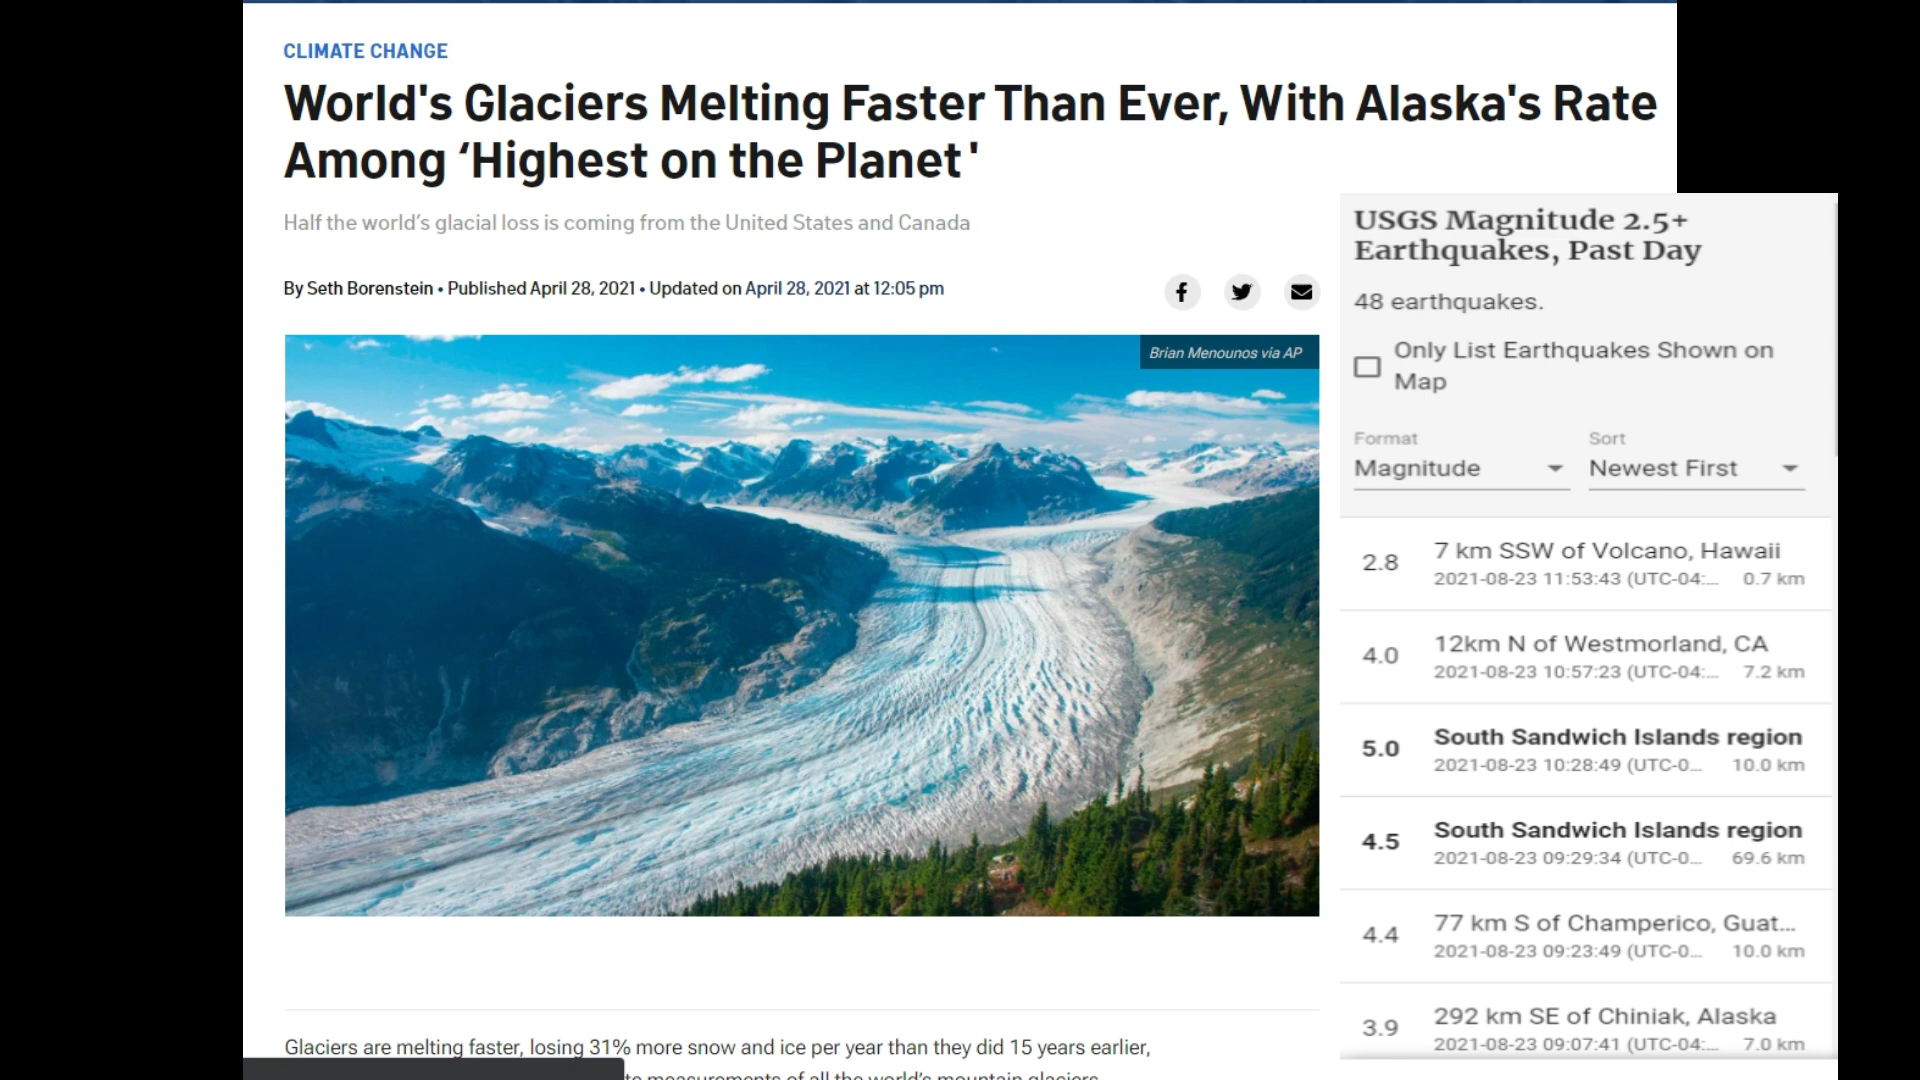 CLIMATE CHANGE
World's Glaciers Melting Faster Than Ever, With Alaska's Rate
Among ‘Highest on the Planet'
Half the world’s glacial loss is coming from the United States and Canada
By Seth Borenstein • Published April 28, 2021 • Updated on April 28, 2021 at 12:05 pm
Brian Menounos via AP
Glaciers are melting faster, losing 31% more snow and ice per year than they did 15 years earlier,
measurements of all the world’s mountain glaciers
USGS Magnitude 2.5+
Earthquakes, Past Day
48 earthquakes.
Only List Earthquakes Shown on
Map
Format
Sort
Magnitude
Newest First
2.8
7 km SSW of Volcano, Hawaii
2021-08-23 11:53:43 (UTC-04:... 0.7 km
4.0
12km N of Westmorland, CA
2021-08-23 10:57:23 (UTC-04:... 7.2 km
5.0
South Sandwich Islands region
2021-08-23 10:28:49 (UTC-0... 10.0 km
4.5
South Sandwich Islands region
2021-08-23 09:29:34 (UTC-0... 69.6 km
4.4
77 km S of Champerico, Guat...
2021-08-23 09:23:49 (UTC-0... 10.0 km
3.9
292 km SE of Chiniak, Alaska
2021-08-23 09:07:41 (UTC-04:... 7.0 km